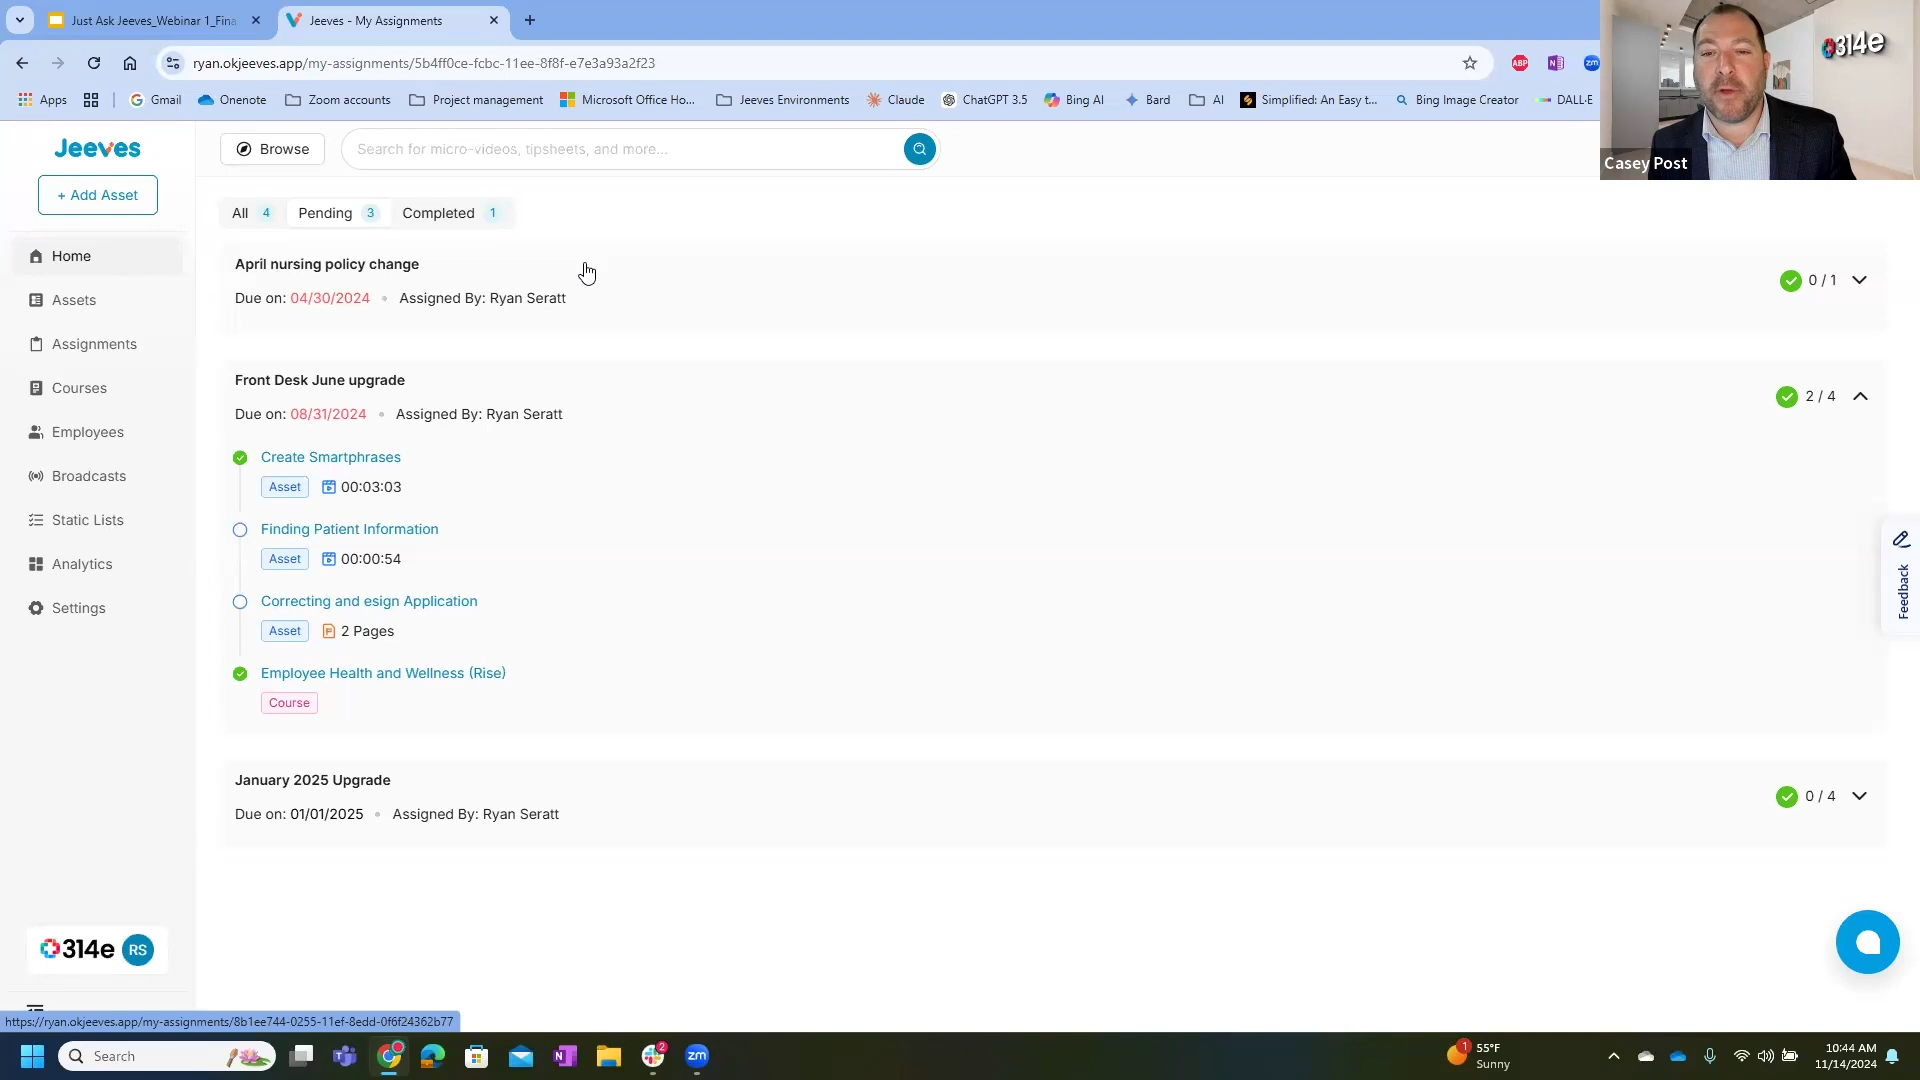 Just Ask Jeeves_Webinar 1_Fina
Jeeves - My Assignments
ryan.okjeeves.app/my-assignments/5b4ff0ce-fcbc-11ee-8f8f-e7e3a93a2f23
ABP
N
zm
Apps
Gmail
Onenote
Zoom accounts
Project management
Microsoft Office Ho...
Jeeves Environments
Claude
ChatGPT 3.5
Bing AI
Bard
AI
Simplified: An Easy t...
Bing Image Creator
DALL·E
314e
Casey Post
Jeeves
Browse
Search for micro-videos, tipsheets, and more...
+ Add Asset
All 4
Pending 3
Completed 1
Home
Assets
Assignments
Courses
Employees
Broadcasts
Static Lists
Analytics
Settings
April nursing policy change
Due on: 04/30/2024 • Assigned By: Ryan Seratt
0 / 1
Front Desk June upgrade
Due on: 08/31/2024 • Assigned By: Ryan Seratt
2 / 4
Create Smartphrases
Asset 00:03:03
Finding Patient Information
Asset 00:00:54
Correcting and esign Application
Asset 2 Pages
Employee Health and Wellness (Rise)
Course
January 2025 Upgrade
Due on: 01/01/2025 • Assigned By: Ryan Seratt
0 / 4
Feedback
314e RS
https://ryan.okjeeves.app/my-assignments/8b1ee744-0255-11ef-8edd-0f6f24362b77
Search
N
2
zm
1
55°F
Sunny
10:44 AM
11/14/2024